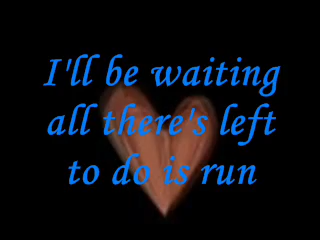 I'll be waiting
all there's left
to do is run